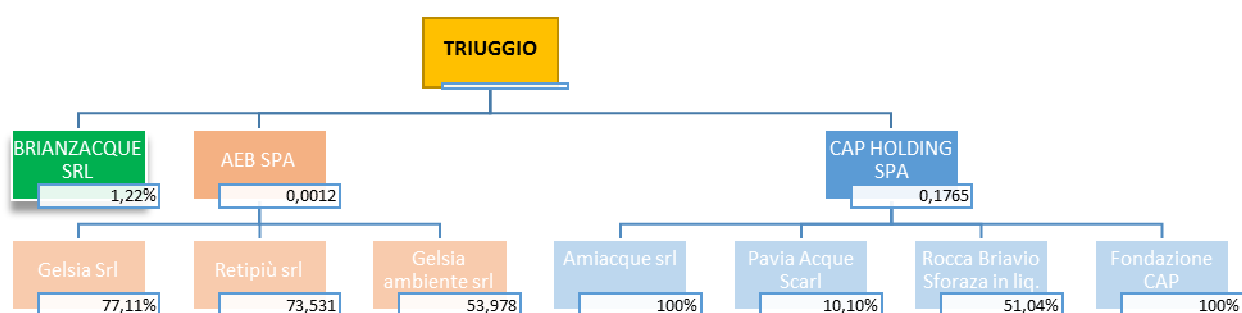 TRIUGGIO
BRIANZACQUE
SRL
1,22%
AEB SPA
0,0012
CAP HOLDING
SPA
0,1765
Gelsia Srl
77,11%
Retipiù srl
73,531
Gelsia
ambiente srl
53,978
Amiacque srl
100%
Pavia Acque
Scarl
10,10%
Rocca Briavio
Sforaza in liq.
51,04%
Fondazione
CAP
100%